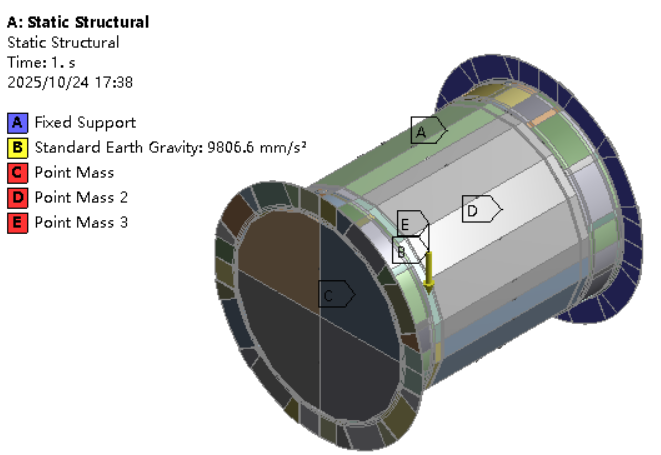 A: Static Structural
Static Structural
Time: 1. s
2025/10/24 17:38
A Fixed Support
B Standard Earth Gravity: 9806.6 mm/s²
C Point Mass
D Point Mass 2
E Point Mass 3
A
D
E
B
C